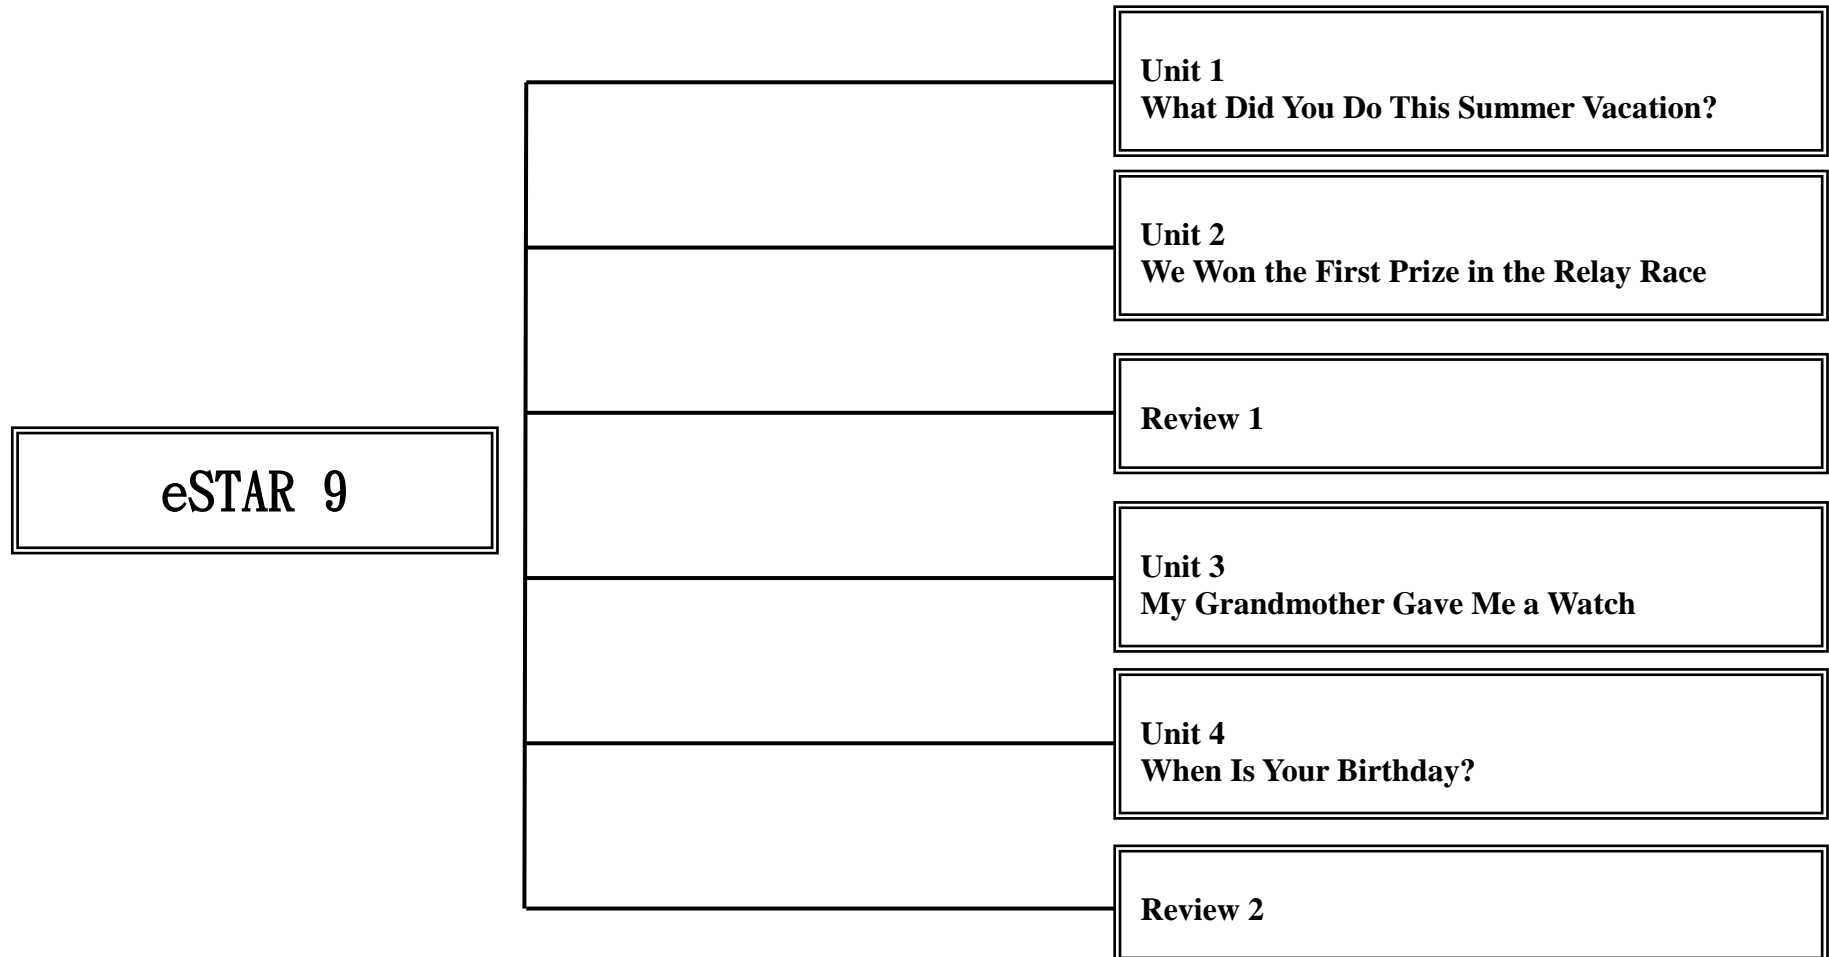 eSTAR 9
Unit 1
What Did You Do This Summer Vacation?
Unit 2
We Won the First Prize in the Relay Race
Review 1
Unit 3
My Grandmother Gave Me a Watch
Unit 4
When Is Your Birthday?
Review 2